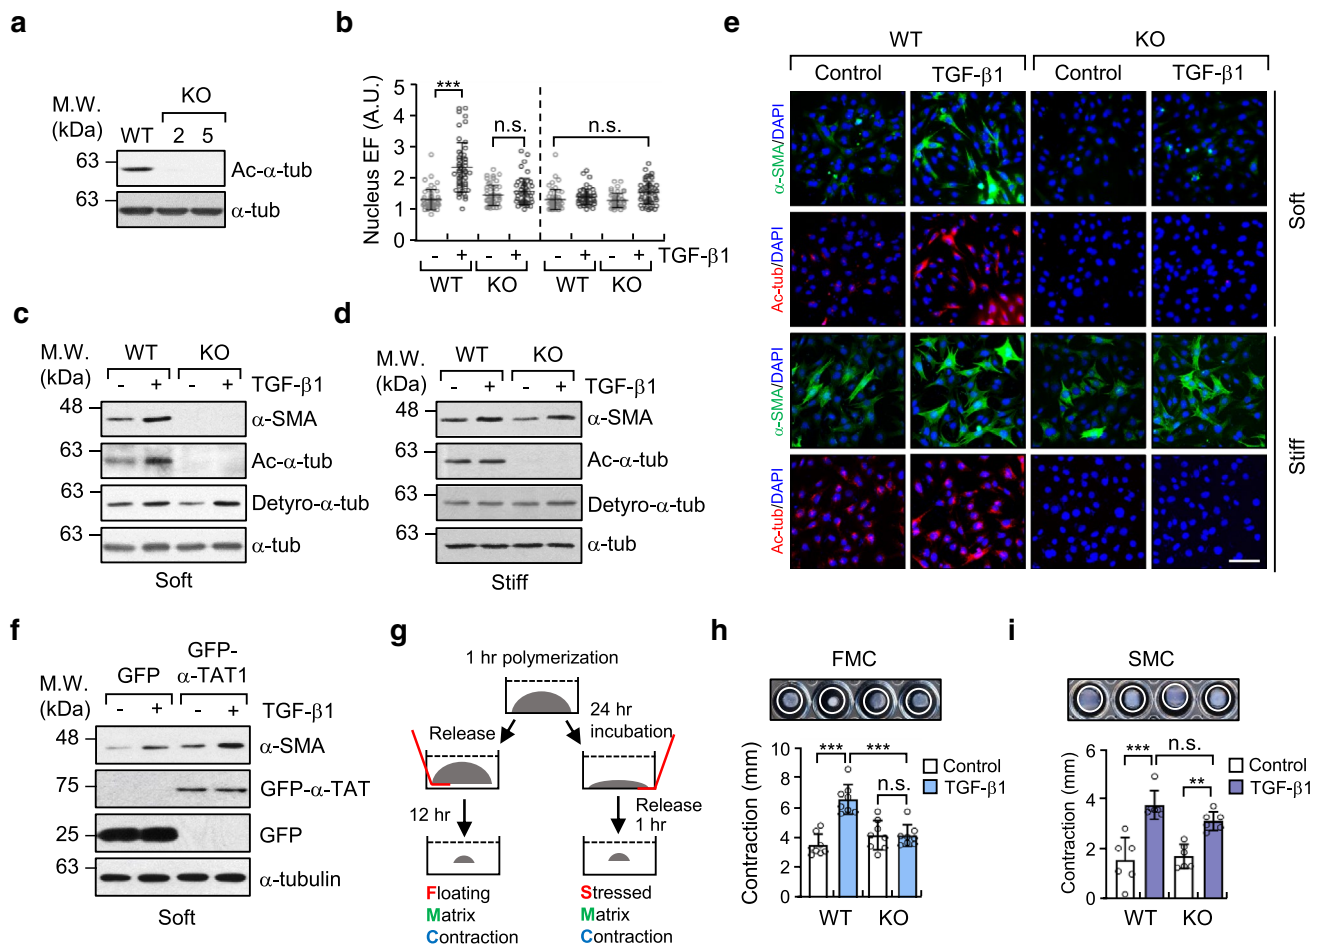 a
M.W.
(kDa)
KO
WT 2 5
63
Ac-α-tub
63
α-tub
b
Nucleus EF (A.U.)
5
4
3
2
1
0
***
n.s.
n.s.
- + - + - + - + TGF-β1
WT KO WT KO
c
M.W.
(kDa)
WT KO
- + - + TGF-β1
48
α-SMA
63
Ac-α-tub
63
Detyro-α-tub
63
α-tub
Soft
d
M.W.
(kDa)
WT KO
- + - + TGF-β1
48
α-SMA
63
Ac-α-tub
63
Detyro-α-tub
63
α-tub
Stiff
e
WT KO
Control TGF-β1 Control TGF-β1
α-SMA/DAPI
Ac-tub/DAPI
Soft
α-SMA/DAPI
Ac-tub/DAPI
Stiff
f
M.W.
(kDa)
GFP
GFP-
α-TAT1
- + - + TGF-β1
48
α-SMA
75
GFP-α-TAT
25
GFP
63
α-tubulin
Soft
g
1 hr polymerization
Release
24 hr
incubation
12 hr
Release
1 hr
Floating
Matrix
Contraction
Stressed
Matrix
Contraction
h
FMC
Contraction (mm)
10
8
6
4
2
0
*** ***
n.s.
Control
TGF-β1
WT KO
i
SMC
Contraction (mm)
6
4
2
0
*** n.s.
**
Control
TGF-β1
WT KO